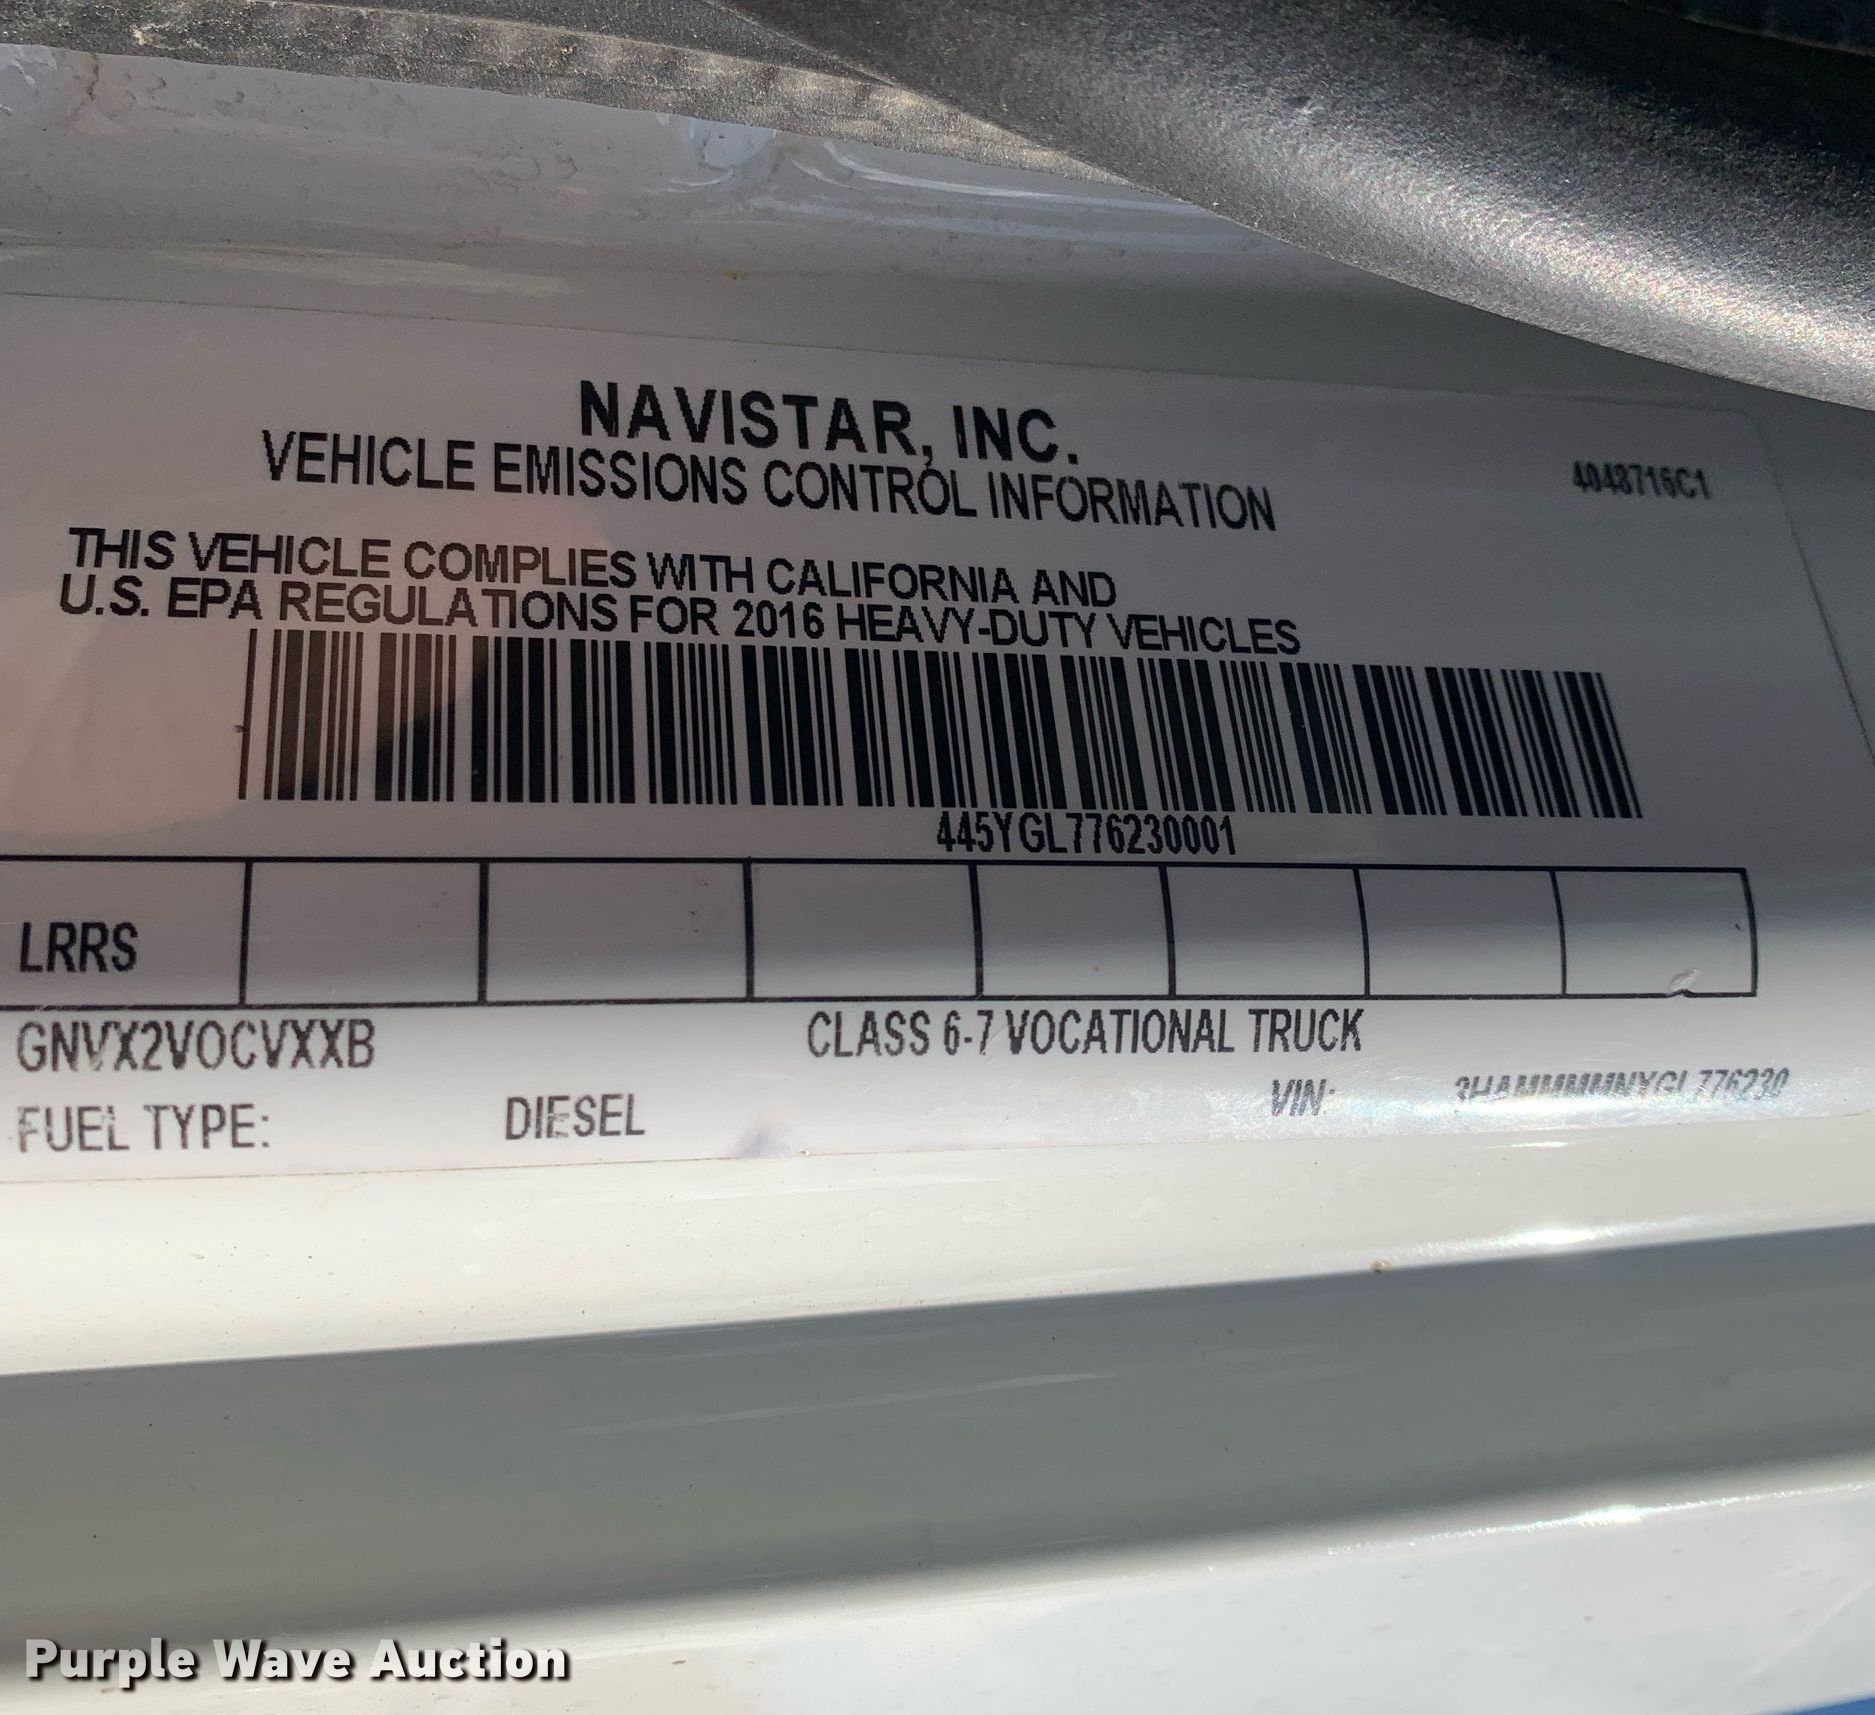 NAVISTAR, INC.
VEHICLE EMISSIONS CONTROL INFORMATION
4048716C1
THIS VEHICLE COMPLIES WITH CALIFORNIA AND
U.S. EPA REGULATIONS FOR 2016 HEAVY-DUTY VEHICLES
445YGL776230001
LRRS
GNVX2VOCVXXB
CLASS 6-7 VOCATIONAL TRUCK
FUEL TYPE: DIESEL
VIN:
Purple Wave Auction